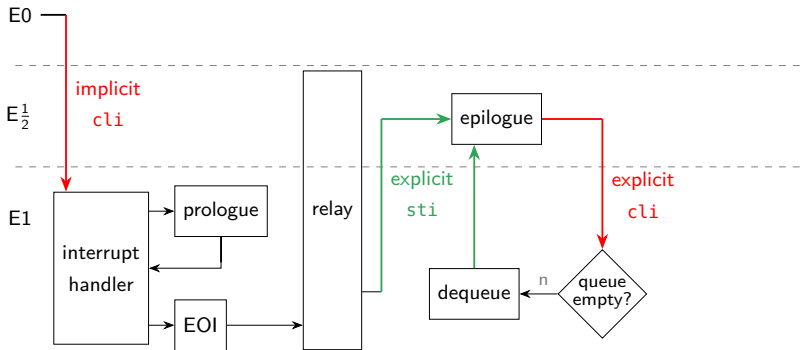 E0
implicit
cli
E1/2
epilogue
explicit
sti
explicit
cli
E1
prologue
interrupt
handler
relay
EOI
dequeue
n
queue
empty?